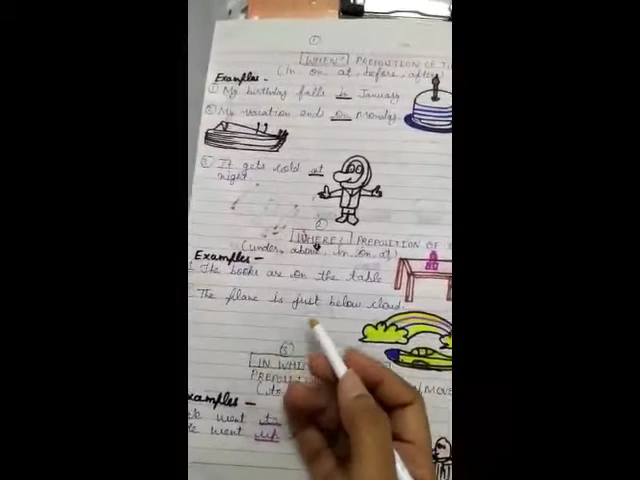 ①
WHEN? PREPOSITION OF
(in on at, before, after)
Examples -
① My birthday falls in January
② My vacation ends on Monday.
③ It gets cold at
night
②
WHERE? PREPOSITION OF
(under, above, in, on, at)
Examples -
The books are on the table
The plane is just below cloud.
③
IN
Examples -
went to
went up